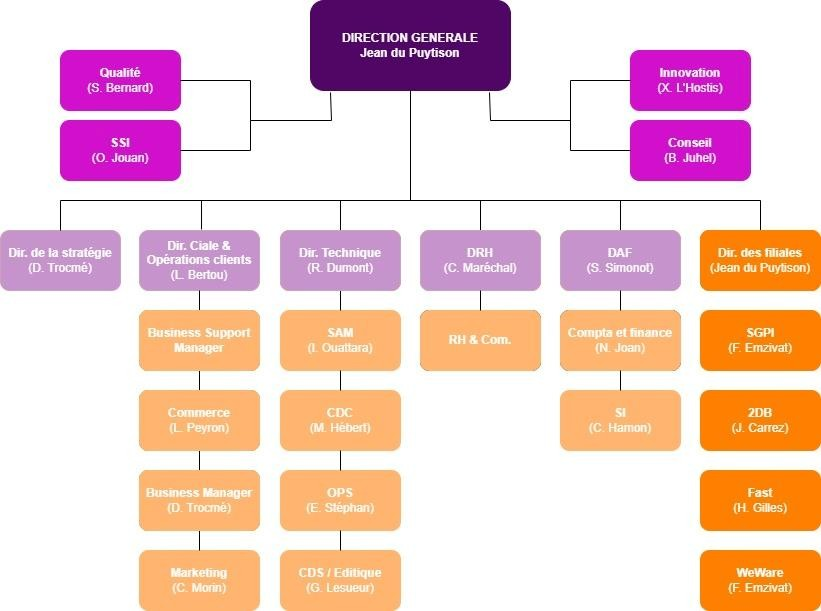 DIRECTION GENERALE
Jean du Puytison
Qualité
(S. Bernard)
SSI
(O. Jouan)
Innovation
(X. L'Hostis)
Conseil
(B. Juhel)
Dir. de la stratégie
(D. Trocmé)
Dir. Ciale &
Opérations clients
(L. Bertou)
Dir. Technique
(R. Dumont)
DRH
(C. Maréchal)
DAF
(S. Simonot)
Dir. des filiales
(Jean du Puytison)
Business Support
Manager
SAM
(I. Ouattara)
RH & Com.
Compta et finance
(N. Joan)
SGPI
(F. Emzivat)
Commerce
(L. Peyron)
CDC
(M. Hébert)
SI
(C. Hamon)
2DB
(J. Carrez)
Business Manager
(D. Trocmé)
OPS
(E. Stéphan)
Fast
(H. Gilles)
Marketing
(C. Morin)
CDS / Editique
(G. Lesueur)
WeWare
(F. Emzivat)